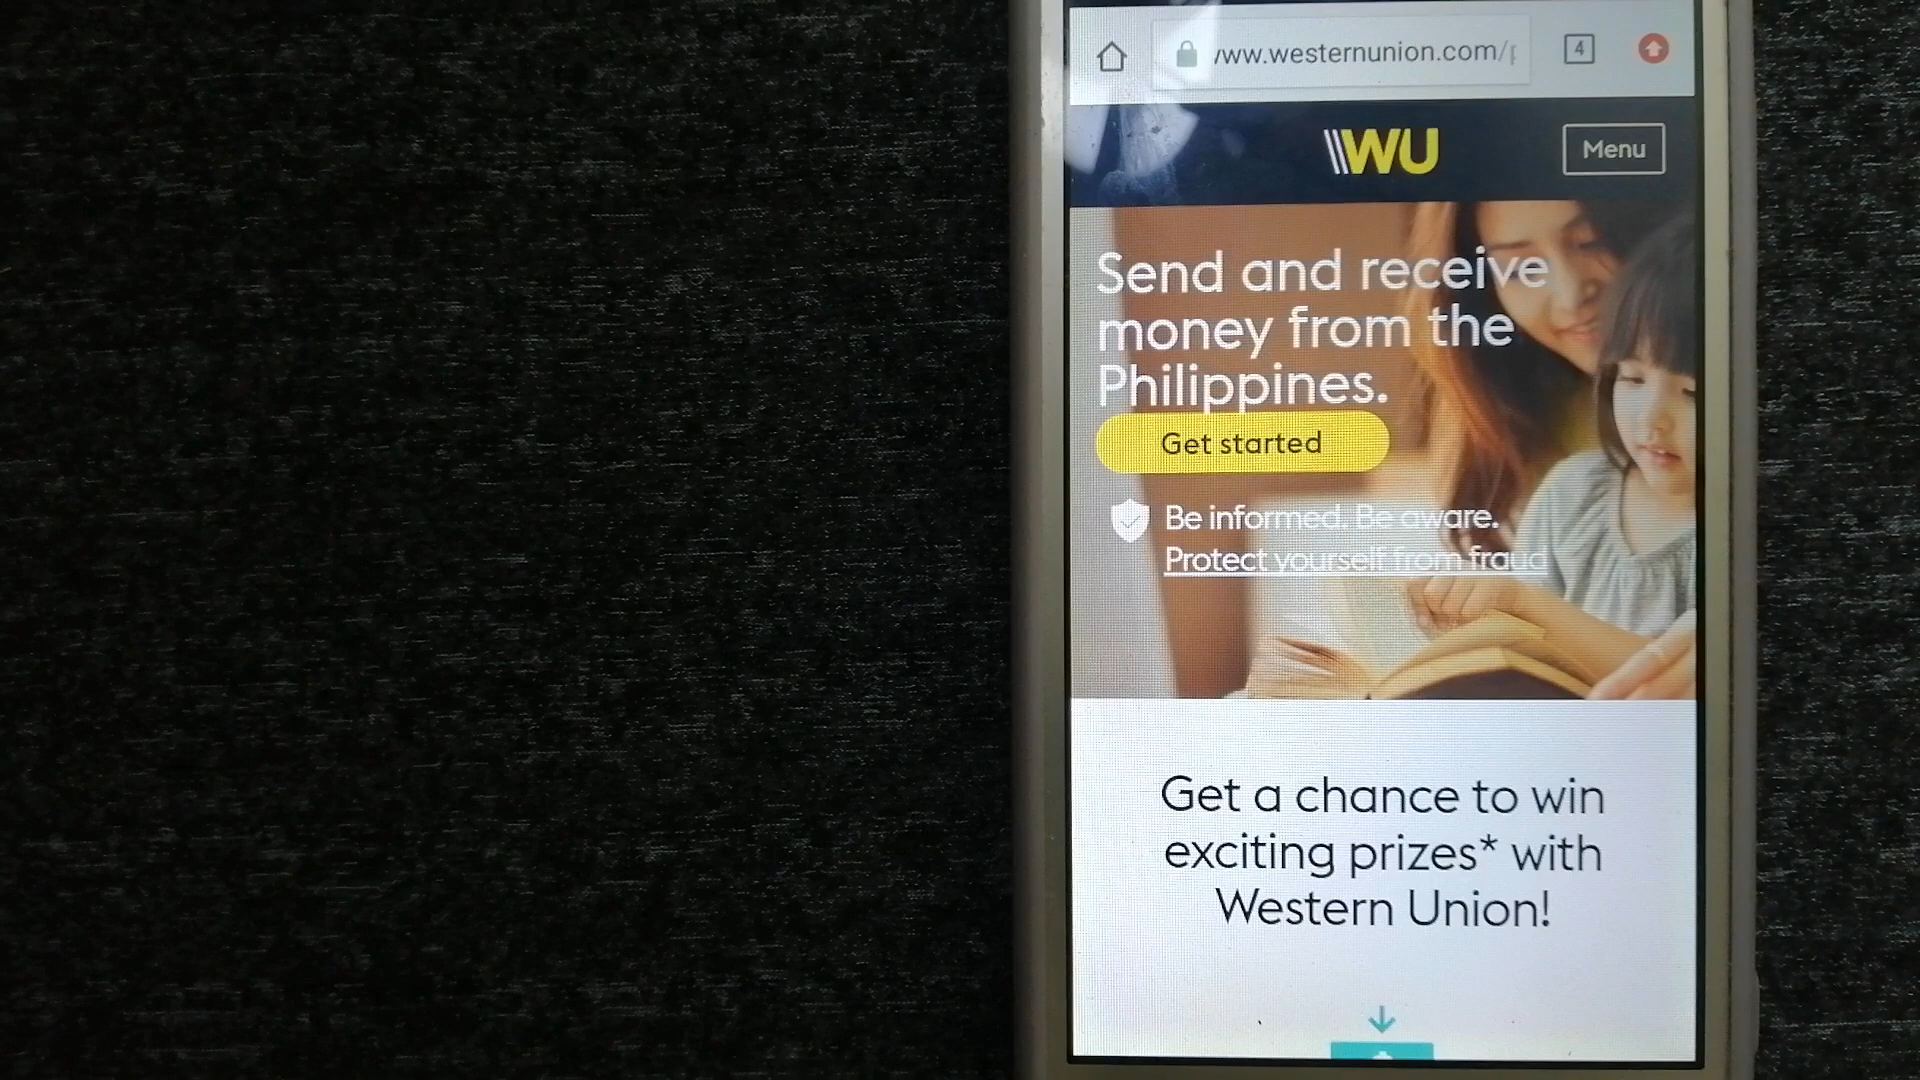 www.westernunion.com/
4
WU
Menu
Send and receive
money from the
Philippines.
Get started
Be informed. Be aware.
Protect yourself from fraud
Get a chance to win
exciting prizes* with
Western Union!